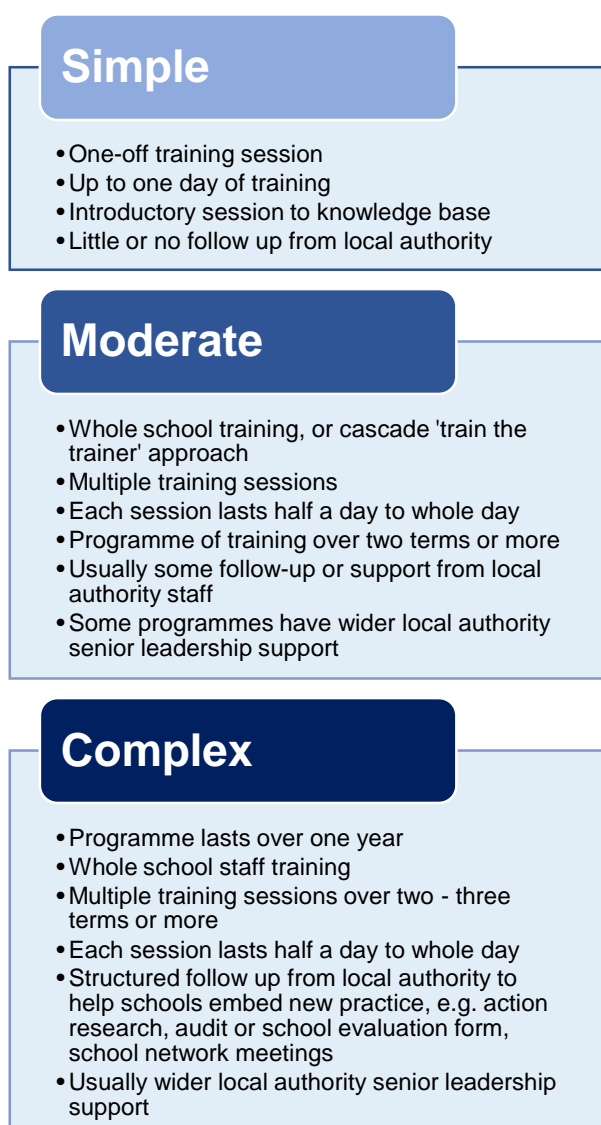 Simple
•One-off training session
•Up to one day of training
•Introductory session to knowledge base
•Little or no follow up from local authority
Moderate
•Whole school training, or cascade 'train the
trainer' approach
•Multiple training sessions
•Each session lasts half a day to whole day
•Programme of training over two terms or more
•Usually some follow-up or support from local
authority staff
•Some programmes have wider local authority
senior leadership support
Complex
•Programme lasts over one year
•Whole school staff training
•Multiple training sessions over two - three
terms or more
•Each session lasts half a day to whole day
•Structured follow up from local authority to
help schools embed new practice, e.g. action
research, audit or school evaluation form,
school network meetings
•Usually wider local authority senior leadership
support